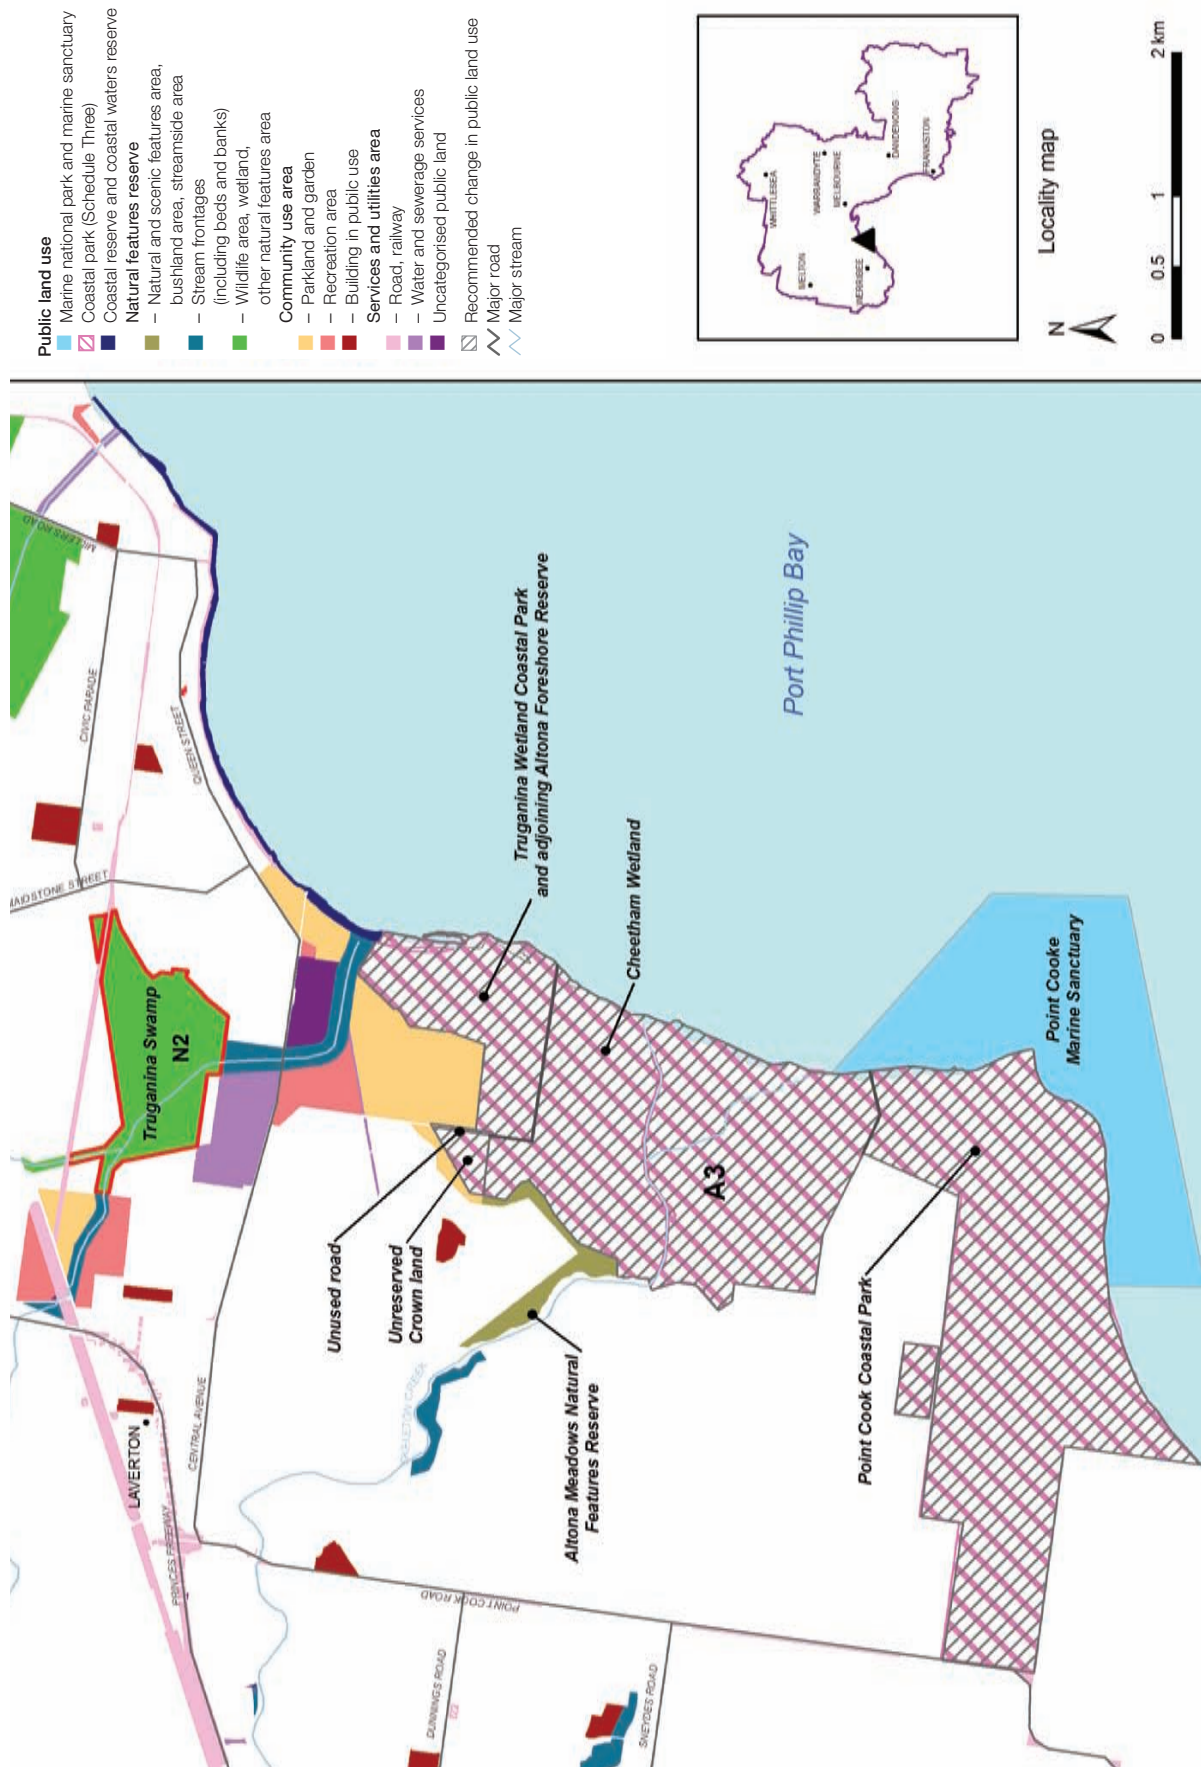 Public land use
Marine national park and marine sanctuary
Coastal park (Schedule Three)
Coastal reserve and coastal waters reserve
Natural features reserve
– Natural and scenic features area,
bushland area, streamside area
– Stream frontages
(including beds and banks)
– Wildlife area, wetland,
other natural features area
Community use area
– Parkland and garden
– Recreation area
– Building in public use
Services and utilities area
– Road, railway
– Water and sewerage services
Uncategorised public land
Recommended change in public land use
Major road
Major stream
WHITTLESEA
MELTON
WARRANDYTE
MELBOURNE
WERRIBEE
DANDENONG
FRANKSTON
Locality map
N
0 0.5 1 2 km
MILLERS ROAD
CIVIC PARADE
QUEEN STREET
MAIDSTONE STREET
Truganina Swamp
N2
LAVERTON
PRINCES FREEWAY
CENTRAL AVENUE
POINT COOK ROAD
DUNNINGS ROAD
SNEYDES ROAD
SKELETON CREEK
Truganina Wetland Coastal Park
and adjoining Altona Foreshore Reserve
Cheetham Wetland
Port Phillip Bay
Unused road
Unreserved
Crown land
Altona Meadows Natural
Features Reserve
A3
Point Cook Coastal Park
Point Cooke
Marine Sanctuary